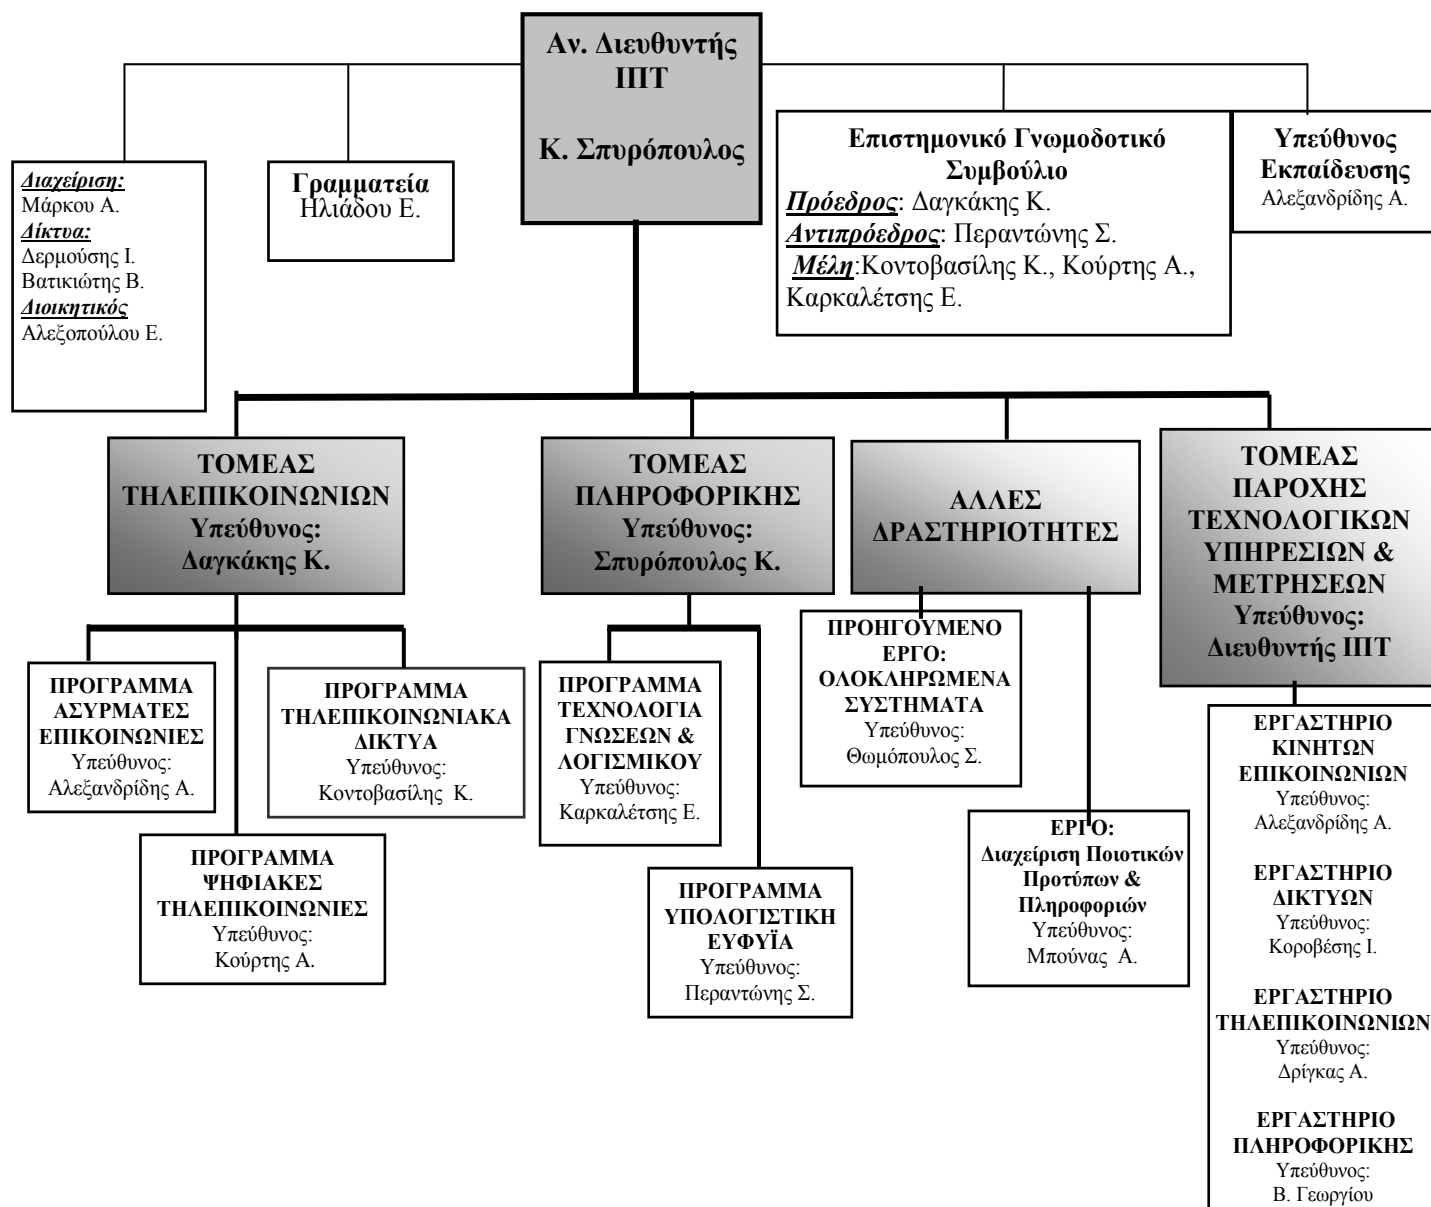 Αν. Διευθυντής
ΙΠΤ
Κ. Σπυρόπουλος
Διαχείριση:
Μάρκου Α.
Δίκτυα:
Δερμούσης Ι.
Βατικιώτης Β.
Διοικητικός
Αλεξοπούλου Ε.
Γραμματεία
Ηλιάδου Ε.
Επιστημονικό Γνωμοδοτικό
Συμβούλιο
Πρόεδρος: Δαγκάκης Κ.
Αντιπρόεδρος: Περαντώνης Σ.
Μέλη:Κοντοβασίλης Κ., Κούρτης Α.,
Καρκαλέτσης Ε.
Υπεύθυνος
Εκπαίδευσης
Αλεξανδρίδης Α.
ΤΟΜΕΑΣ
ΤΗΛΕΠΙΚΟΙΝΩΝΙΩΝ
Υπεύθυνος:
Δαγκάκης Κ.
ΤΟΜΕΑΣ
ΠΛΗΡΟΦΟΡΙΚΗΣ
Υπεύθυνος:
Σπυρόπουλος Κ.
ΑΛΛΕΣ
ΔΡΑΣΤΗΡΙΟΤΗΤΕΣ
ΤΟΜΕΑΣ
ΠΑΡΟΧΗΣ
ΤΕΧΝΟΛΟΓΙΚΩΝ
ΥΠΗΡΕΣΙΩΝ &
ΜΕΤΡΗΣΕΩΝ
Υπεύθυνος:
Διευθυντής ΙΠΤ
ΠΡΟΓΡΑΜΜΑ
ΑΣΥΡΜΑΤΕΣ
ΕΠΙΚΟΙΝΩΝΙΕΣ
Υπεύθυνος:
Αλεξανδρίδης Α.
ΠΡΟΓΡΑΜΜΑ
ΤΗΛΕΠΙΚΟΙΝΩΝΙΑΚΑ
ΔΙΚΤΥΑ
Υπεύθυνος:
Κοντοβασίλης Κ.
ΠΡΟΓΡΑΜΜΑ
ΨΗΦΙΑΚΕΣ
ΤΗΛΕΠΙΚΟΙΝΩΝΙΕΣ
Υπεύθυνος:
Κούρτης Α.
ΠΡΟΓΡΑΜΜΑ
ΤΕΧΝΟΛΟΓΙΑ
ΓΝΩΣΕΩΝ &
ΛΟΓΙΣΜΙΚΟΥ
Υπεύθυνος:
Καρκαλέτσης Ε.
ΠΡΟΓΡΑΜΜΑ
ΥΠΟΛΟΓΙΣΤΙΚΗ
ΕΥΦΥΪΑ
Υπεύθυνος:
Περαντώνης Σ.
ΠΡΟΗΓΟΥΜΕΝΟ
ΕΡΓΟ:
ΟΛΟΚΛΗΡΩΜΕΝΑ
ΣΥΣΤΗΜΑΤΑ
Υπεύθυνος:
Θωμόπουλος Σ.
ΕΡΓΟ:
Διαχείριση Ποιοτικών
Προτύπων &
Πληροφοριών
Υπεύθυνος:
Μπούνας Α.
ΕΡΓΑΣΤΗΡΙΟ
ΚΙΝΗΤΩΝ
ΕΠΙΚΟΙΝΩΝΙΩΝ
Υπεύθυνος:
Αλεξανδρίδης Α.
ΕΡΓΑΣΤΗΡΙΟ
ΔΙΚΤΥΩΝ
Υπεύθυνος:
Κοροβέσης Ι.
ΕΡΓΑΣΤΗΡΙΟ
ΤΗΛΕΠΙΚΟΙΝΩΝΙΩΝ
Υπεύθυνος:
Δρίγκας Α.
ΕΡΓΑΣΤΗΡΙΟ
ΠΛΗΡΟΦΟΡΙΚΗΣ
Υπεύθυνος:
Β. Γεωργίου